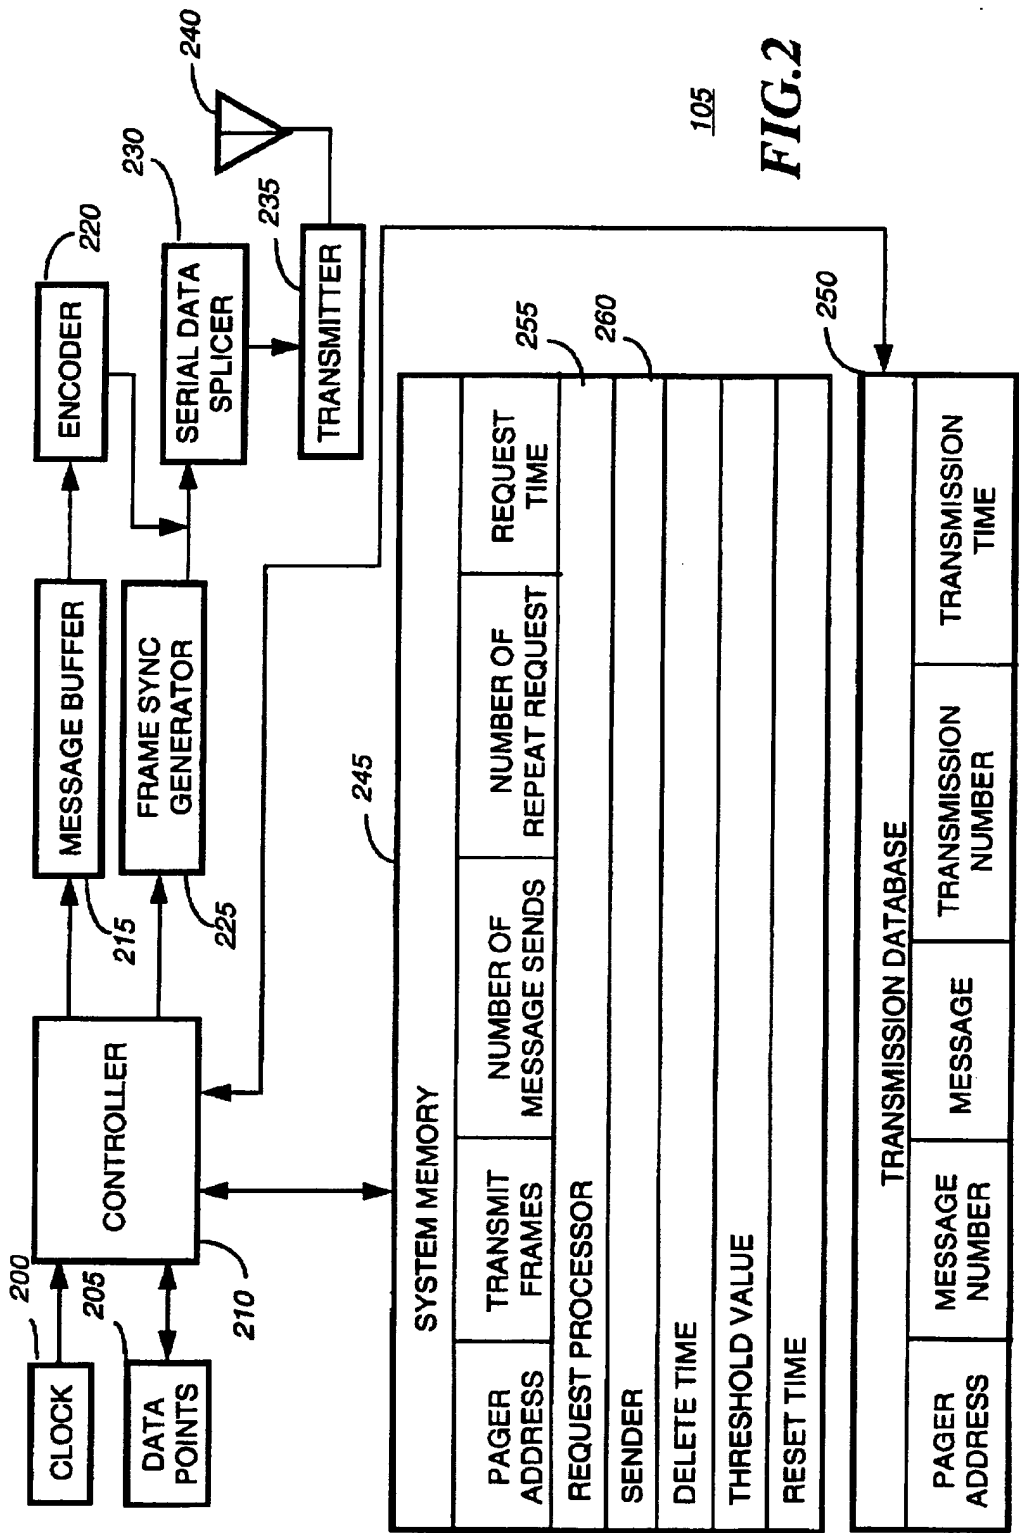 200
CLOCK
205
DATA
POINTS
CONTROLLER
210
MESSAGE BUFFER
215
FRAME SYNC
GENERATOR
225
ENCODER
220
SERIAL DATA
SPLICER
230
TRANSMITTER
235
240
245
SYSTEM MEMORY
PAGER
ADDRESS
TRANSMIT
FRAMES
NUMBER OF
MESSAGE SENDS
NUMBER OF
REPEAT REQUEST
REQUEST
TIME
REQUEST PROCESSOR
255
SENDER
260
DELETE TIME
THRESHOLD VALUE
RESET TIME
250
TRANSMISSION DATABASE
PAGER
ADDRESS
MESSAGE
NUMBER
MESSAGE
TRANSMISSION
NUMBER
TRANSMISSION
TIME
105
FIG.2